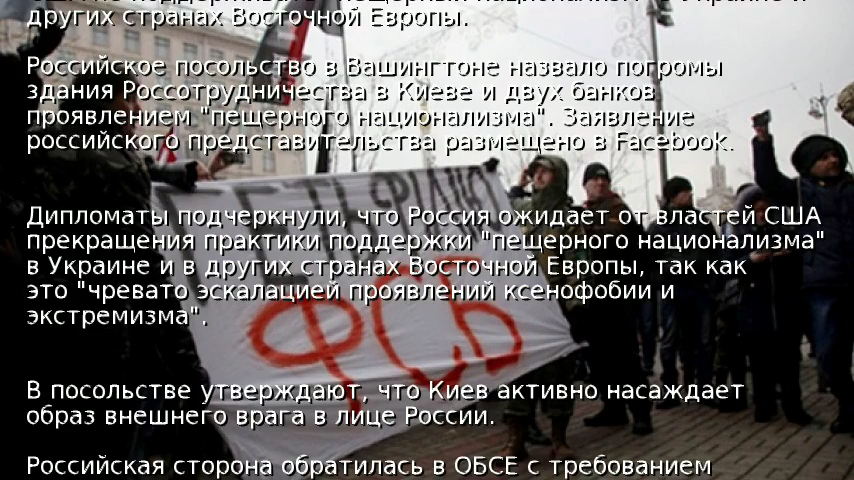 других странах Восточной Европы.
Российское посольство в Вашингтоне назвало погромы
здания Россотрудничества в Киеве и двух банков
проявлением "пещерного национализма". Заявление
российского представительства размещено в Facebook.
Дипломаты подчеркнули, что Россия ожидает от властей США
прекращения практики поддержки "пещерного национализма"
в Украине и в других странах Восточной Европы, так как
это "чревато эскалацией проявлений ксенофобии и
экстремизма".
В посольстве утверждают, что Киев активно насаждает
образ внешнего врага в лице России.
Российская сторона обратилась в ОБСЕ с требованием
ФСБ